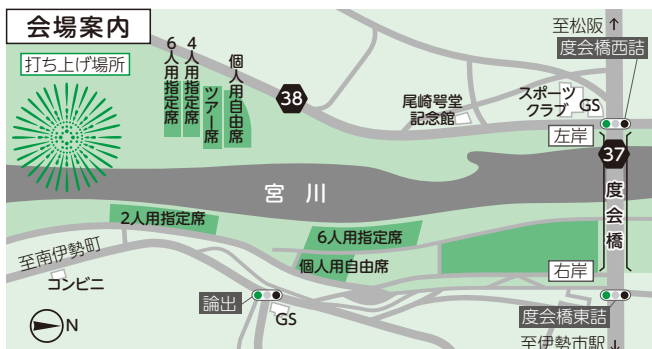 会場案内
打ち上げ場所
6人用指定席
4人用指定席
ツアー席
個人用自由席
38
至松阪
度会橋西詰
スポーツ
クラブ
GS
尾崎咢堂
記念館
左岸
37
度会橋
宮川
2人用指定席
6人用指定席
個人用自由席
右岸
至南伊勢町
コンビニ
論出
GS
度会橋東詰
至伊勢市駅
N